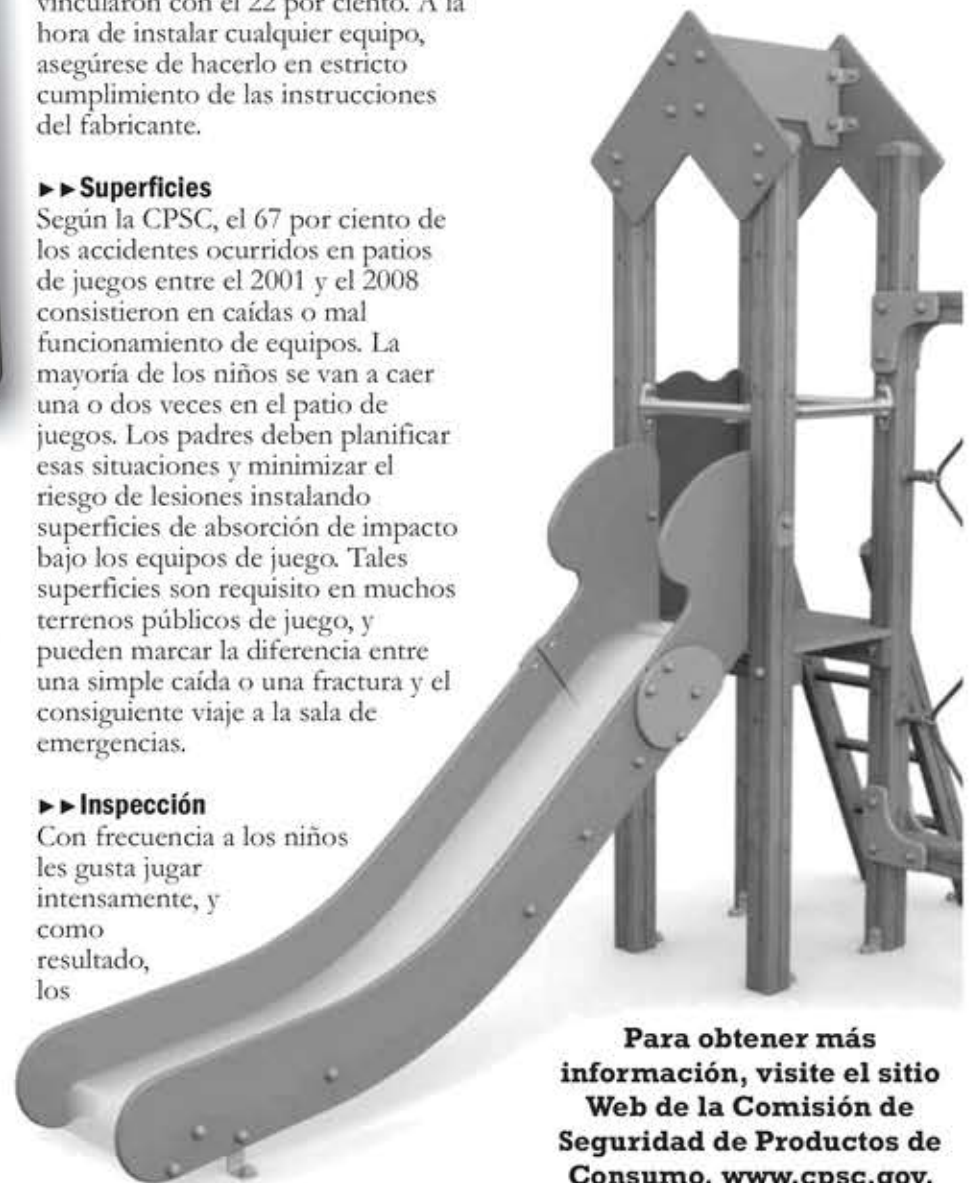 vincularon con el 22 por ciento. A la
hora de instalar cualquier equipo,
asegúrese de hacerlo en estricto
cumplimiento de las instrucciones
del fabricante.
►►Superficies
Según la CPSC, el 67 por ciento de
los accidentes ocurridos en patios
de juegos entre el 2001 y el 2008
consistieron en caídas o mal
funcionamiento de equipos. La
mayoría de los niños se van a caer
una o dos veces en el patio de
juegos. Los padres deben planificar
esas situaciones y minimizar el
riesgo de lesiones instalando
superficies de absorción de impacto
bajo los equipos de juego. Tales
superficies son requisito en muchos
terrenos públicos de juego, y
pueden marcar la diferencia entre
una simple caída o una fractura y el
consiguiente viaje a la sala de
emergencias.
►►Inspección
Con frecuencia a los niños
les gusta jugar
intensamente, y
como
resultado,
los
Para obtener más
información, visite el sitio
Web de la Comisión de
Seguridad de Productos de
Consumo, www.cpsc.gov.